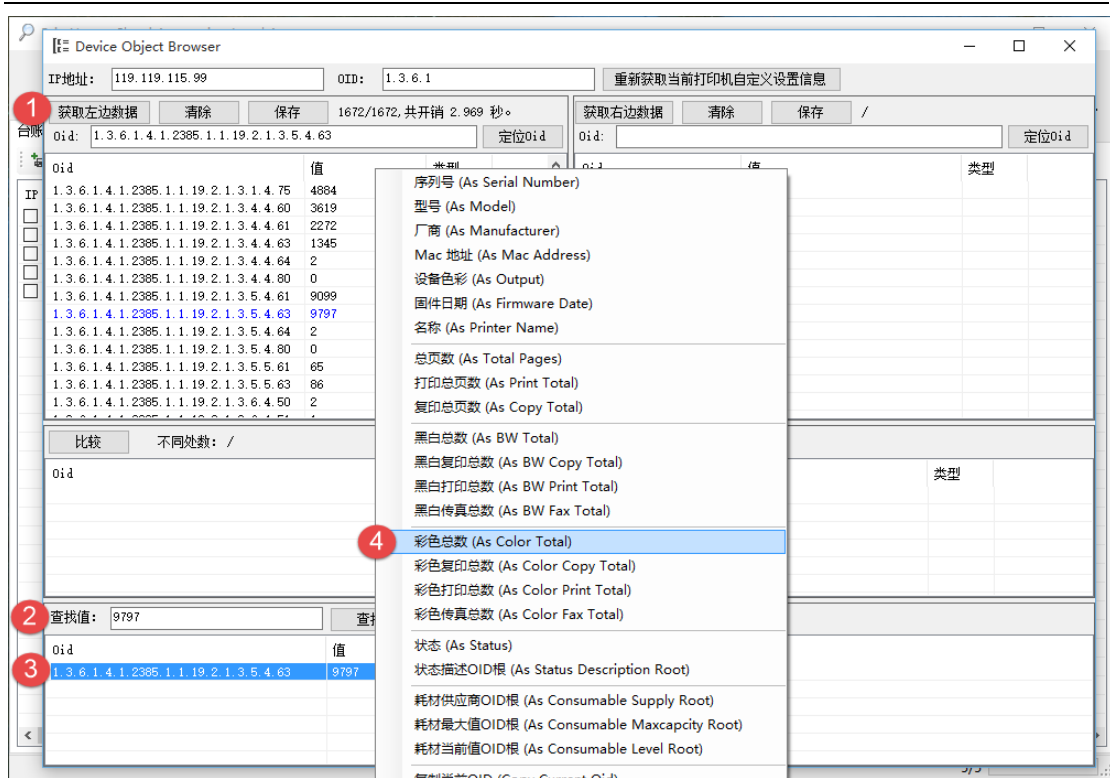 Device Object Browser
IP地址: 119.119.115.99 OID: 1.3.6.1 重新获取当前打印机自定义设置信息
1 获取左边数据 清除 保存 1672/1672,共开销 2.969 秒。 获取右边数据 清除 保存 /
台账
Oid: 1.3.6.1.4.1.2385.1.1.19.2.1.3.5.4.63 定位Oid Oid: 定位Oid
Oid 值 类型 Oid 值 类型
IP
1.3.6.1.4.1.2385.1.1.19.2.1.3.1.4.75 4884
1.3.6.1.4.1.2385.1.1.19.2.1.3.4.4.60 3619
1.3.6.1.4.1.2385.1.1.19.2.1.3.4.4.61 2272
1.3.6.1.4.1.2385.1.1.19.2.1.3.4.4.63 1345
1.3.6.1.4.1.2385.1.1.19.2.1.3.4.4.64 2
1.3.6.1.4.1.2385.1.1.19.2.1.3.4.4.80 0
1.3.6.1.4.1.2385.1.1.19.2.1.3.5.4.61 9099
1.3.6.1.4.1.2385.1.1.19.2.1.3.5.4.63 9797
1.3.6.1.4.1.2385.1.1.19.2.1.3.5.4.64 2
1.3.6.1.4.1.2385.1.1.19.2.1.3.5.4.80 0
1.3.6.1.4.1.2385.1.1.19.2.1.3.5.5.61 65
1.3.6.1.4.1.2385.1.1.19.2.1.3.5.5.63 86
1.3.6.1.4.1.2385.1.1.19.2.1.3.6.4.50 2
比较 不同处数: /
Oid 类型
2 查找值: 9797
Oid 值
3 1.3.6.1.4.1.2385.1.1.19.2.1.3.5.4.63 9797
序列号 (As Serial Number)
型号 (As Model)
厂商 (As Manufacturer)
Mac 地址 (As Mac Address)
设备色彩 (As Output)
固件日期 (As Firmware Date)
名称 (As Printer Name)
总页数 (As Total Pages)
打印总页数 (As Print Total)
复印总页数 (As Copy Total)
黑白总数 (As BW Total)
黑白复印总数 (As BW Copy Total)
黑白打印总数 (As BW Print Total)
黑白传真总数 (As BW Fax Total)
4 彩色总数 (As Color Total)
彩色复印总数 (As Color Copy Total)
彩色打印总数 (As Color Print Total)
彩色传真总数 (As Color Fax Total)
状态 (As Status)
状态描述OID根 (As Status Description Root)
耗材供应商OID根 (As Consumable Supply Root)
耗材最大值OID根 (As Consumable Maxcapcity Root)
耗材当前值OID根 (As Consumable Level Root)
复制当前OID (Copy Current Oid)